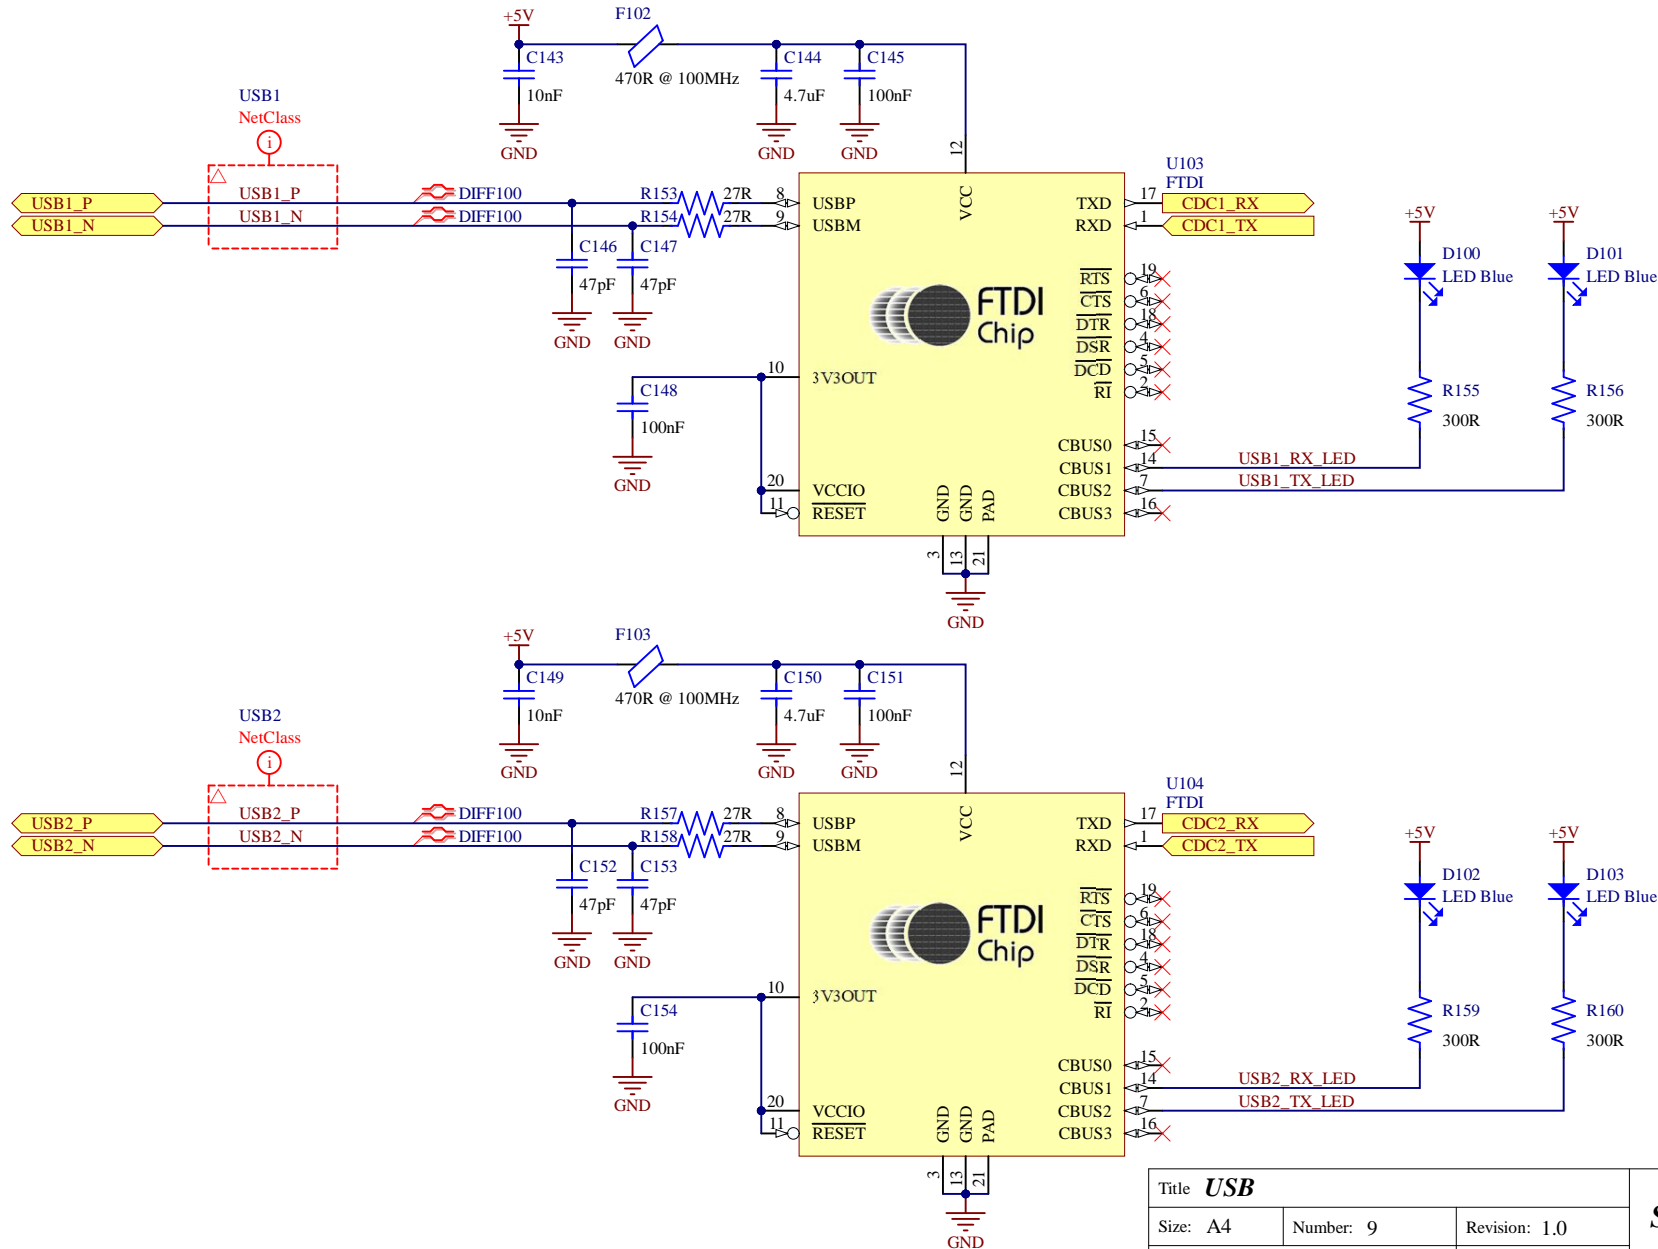 +5V
F102
C143
10nF
470R @ 100MHz
C144
4.7uF
C145
100nF
GND
GND
GND
USB1
NetClass
i
USB1_P
USB1_P
DIFF100
R153
27R
8
USBP
USB1_N
USB1_N
DIFF100
R154
27R
9
USBM
C146
47pF
C147
47pF
GND
GND
12
VCC
U103
FTDI
TXD
17
CDC1_RX
RXD
1
CDC1_TX
RTS
19
CTS
6
DTR
18
DSR
4
DCD
5
RI
2
FTDI
Chip
10
3V3OUT
C148
100nF
GND
20
VCCIO
11
RESET
GND
GND
PAD
3
13
21
GND
CBUS0
15
CBUS1
14
USB1_RX_LED
CBUS2
7
USB1_TX_LED
CBUS3
16
+5V
D100
LED Blue
R155
300R
+5V
D101
LED Blue
R156
300R
+5V
F103
C149
10nF
470R @ 100MHz
C150
4.7uF
C151
100nF
GND
GND
GND
USB2
NetClass
i
USB2_P
USB2_P
DIFF100
R157
27R
8
USBP
USB2_N
USB2_N
DIFF100
R158
27R
9
USBM
C152
47pF
C153
47pF
GND
GND
12
VCC
U104
FTDI
TXD
17
CDC2_RX
RXD
1
CDC2_TX
RTS
19
CTS
6
DTR
18
DSR
4
DCD
5
RI
2
FTDI
Chip
10
3V3OUT
C154
100nF
GND
20
VCCIO
11
RESET
GND
GND
PAD
3
13
21
GND
CBUS0
15
CBUS1
14
USB2_RX_LED
CBUS2
7
USB2_TX_LED
CBUS3
16
+5V
D102
LED Blue
R159
300R
+5V
D103
LED Blue
R160
300R
Title USB
Size: A4
Number: 9
Revision: 1.0